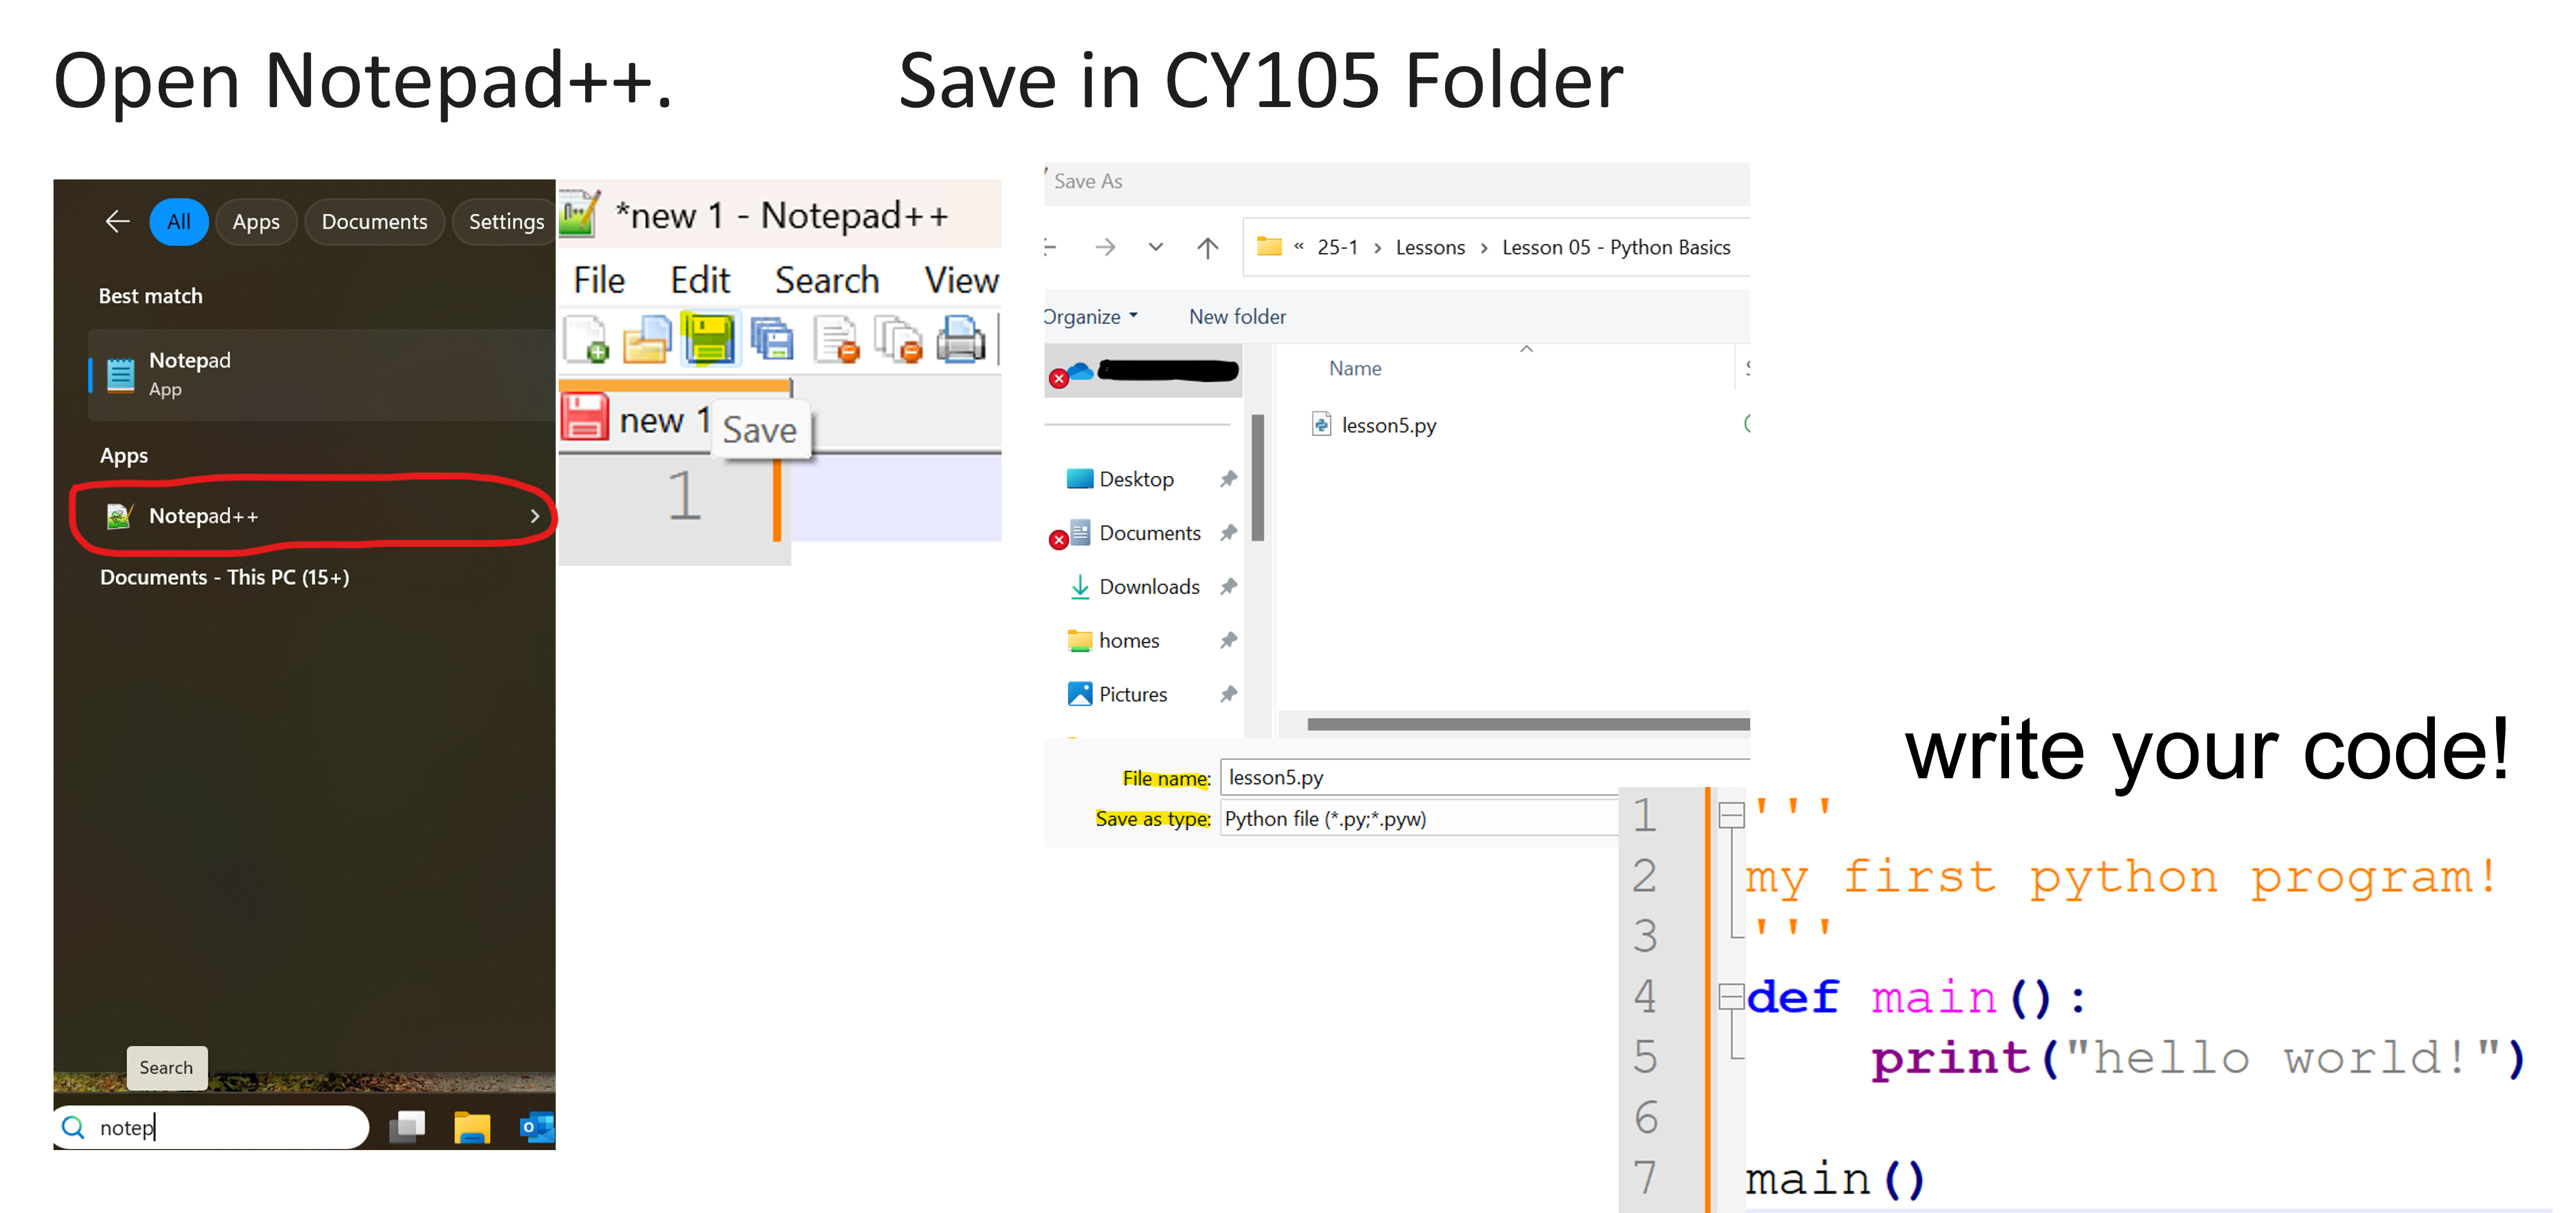 Open Notepad++.
Save in CY105 Folder
All Apps Documents Settings
Best match
Notepad
App
Apps
Notepad++
Documents - This PC (15+)
Search
notep
*new 1 - Notepad++
File Edit Search View
new 1
Save
1
Save As
« 25-1 > Lessons > Lesson 05 - Python Basics
Organize New folder
Name
lesson5.py
Desktop
Documents
Downloads
homes
Pictures
File name: lesson5.py
Save as type: Python file (*.py;*.pyw)
write your code!
1 '''
2 my first python program!
3 '''
4 def main():
5     print("hello world!")
6
7 main()